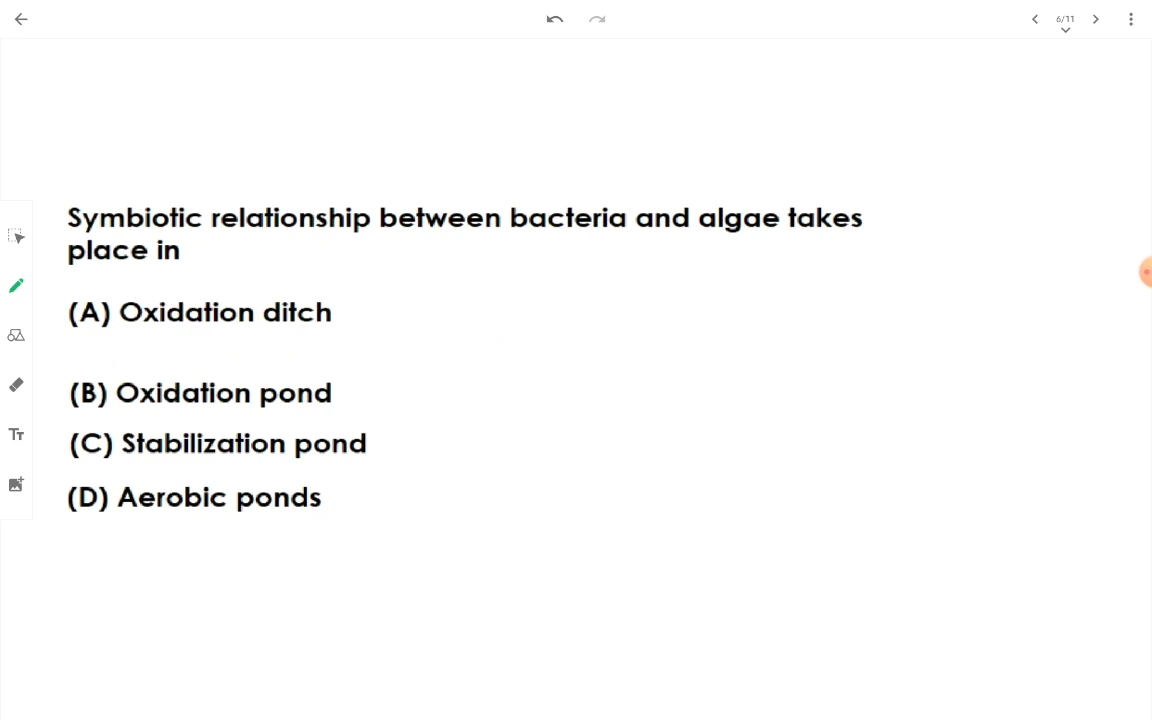 6/11
Symbiotic relationship between bacteria and algae takes
place in
(A) Oxidation ditch
(B) Oxidation pond
(C) Stabilization pond
(D) Aerobic ponds
Tт